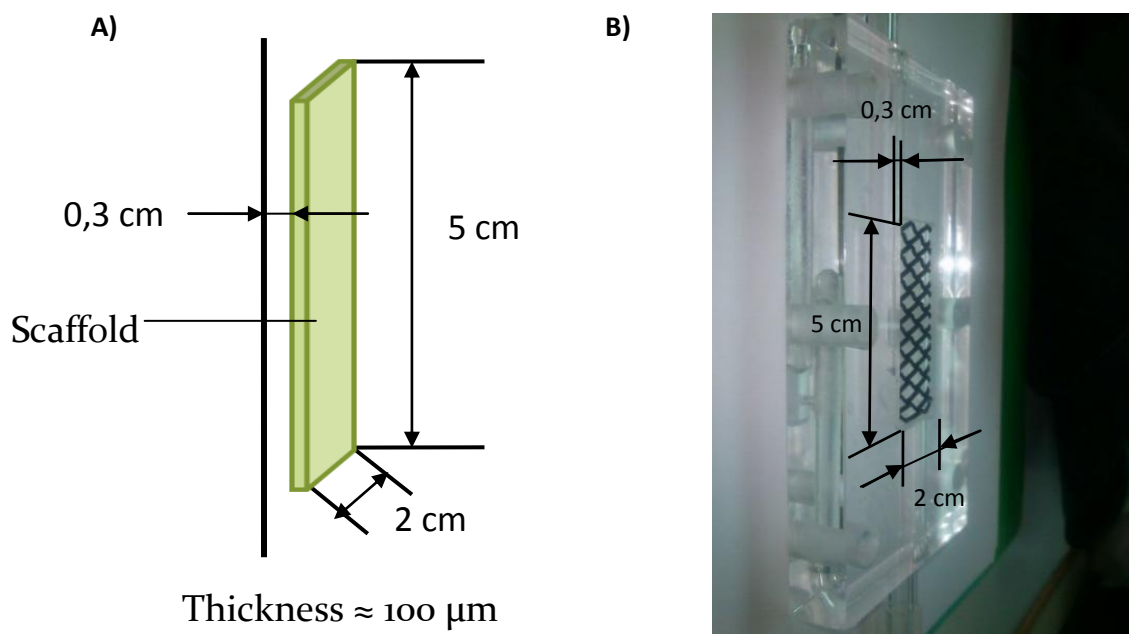 A)
0,3 cm
5 cm
Scaffold
2 cm
Thickness ≈ 100 μm
B)
0,3 cm
5 cm
2 cm